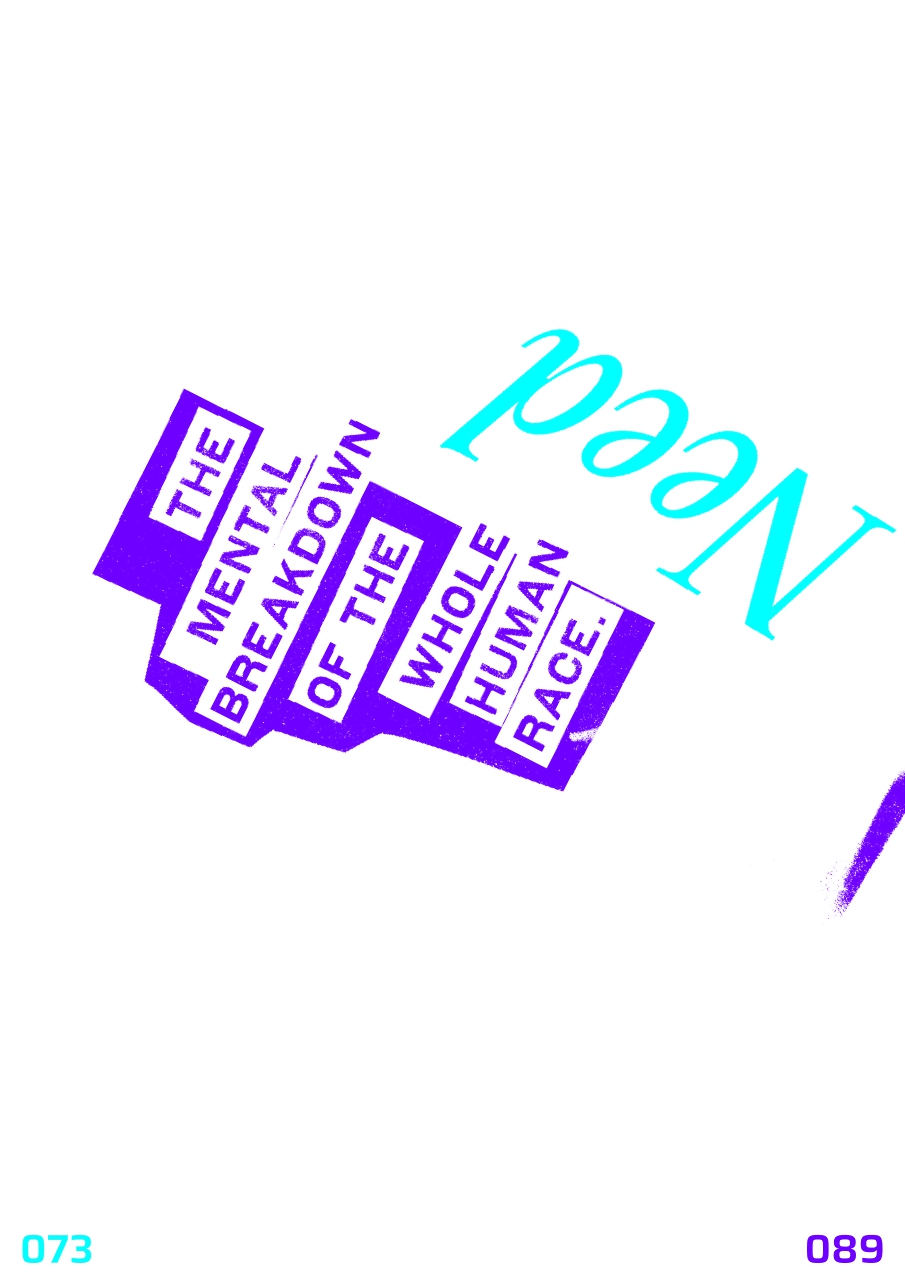 Need
THE
MENTAL
BREAKDOWN
OF THE
WHOLE
HUMAN
RACE.
073
089